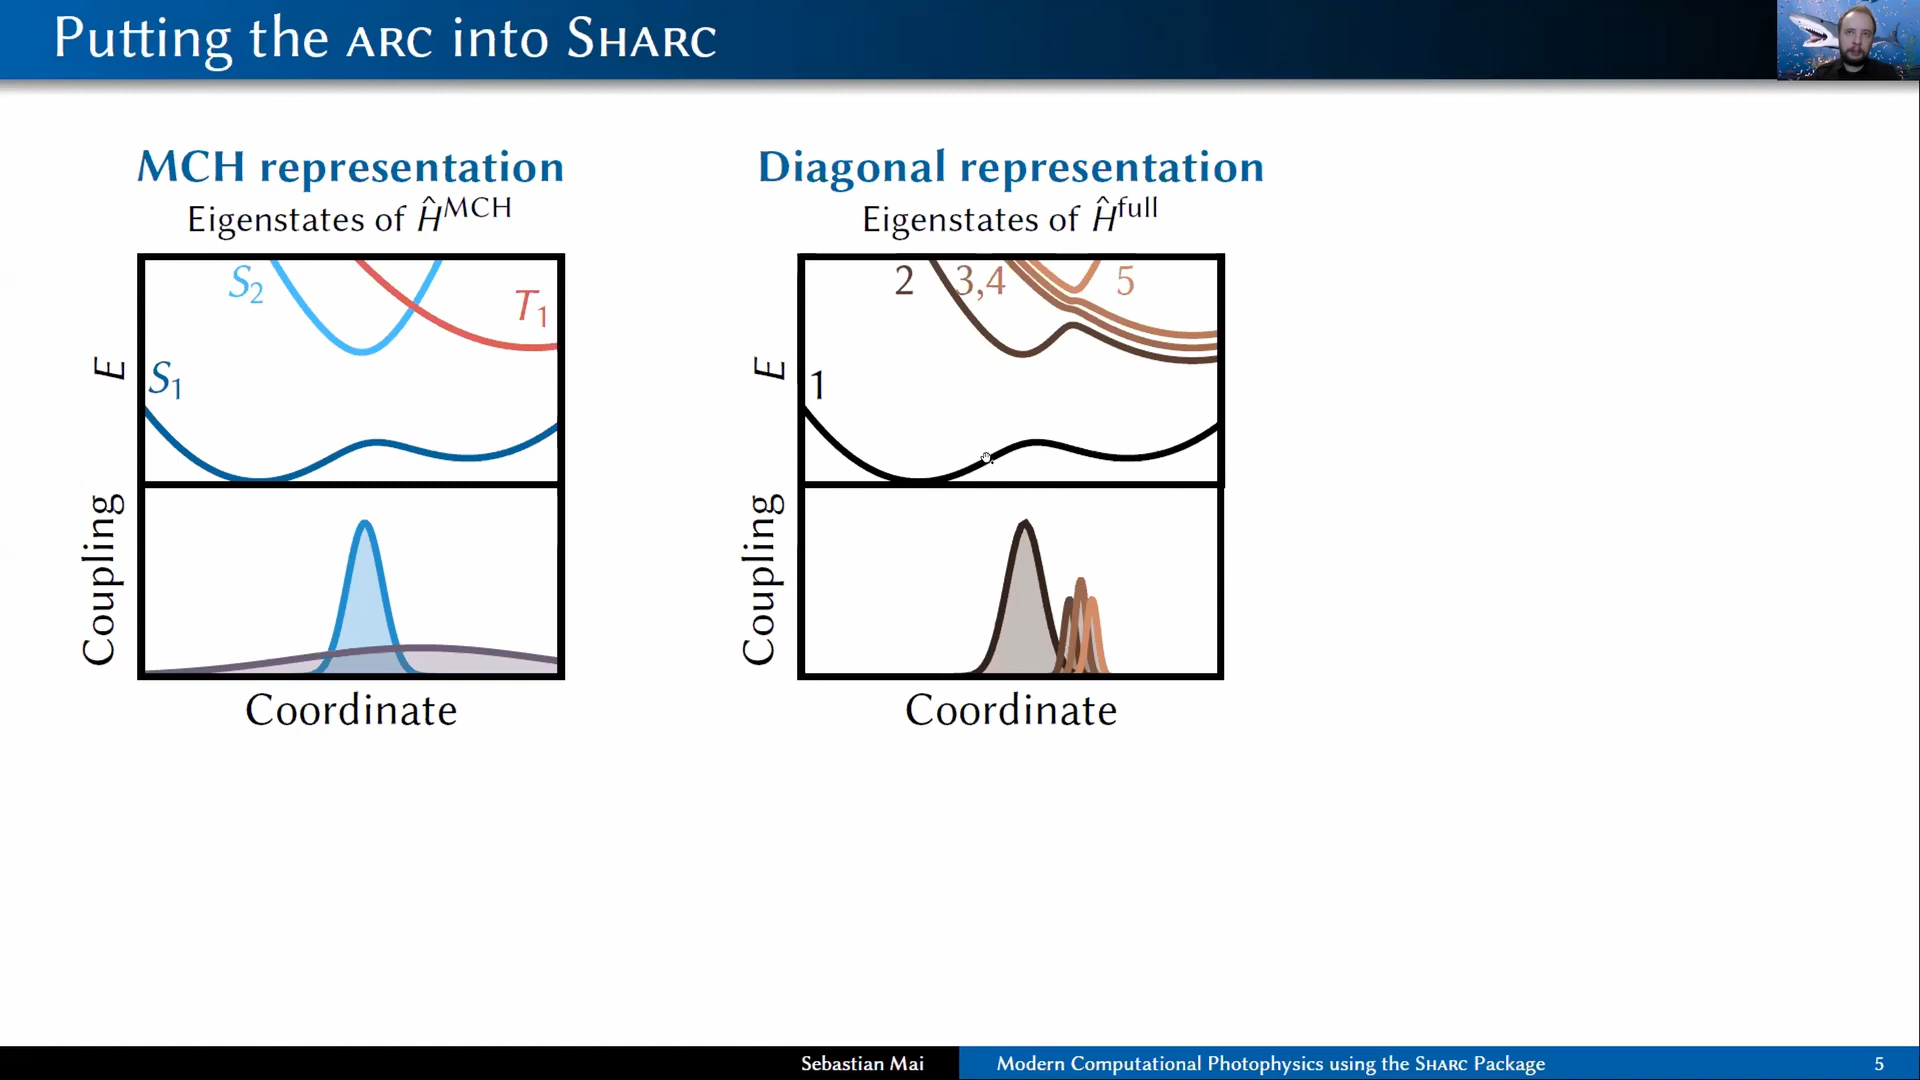 Putting the ARC into SHARC
MCH representation
Eigenstates of Ĥ^MCH
S₂
T₁
S₁
E
Coupling
Coordinate
Diagonal representation
Eigenstates of Ĥ^full
2
3,4
5
1
E
Coupling
Coordinate
Sebastian Mai
Modern Computational Photophysics using the SHARC Package
5